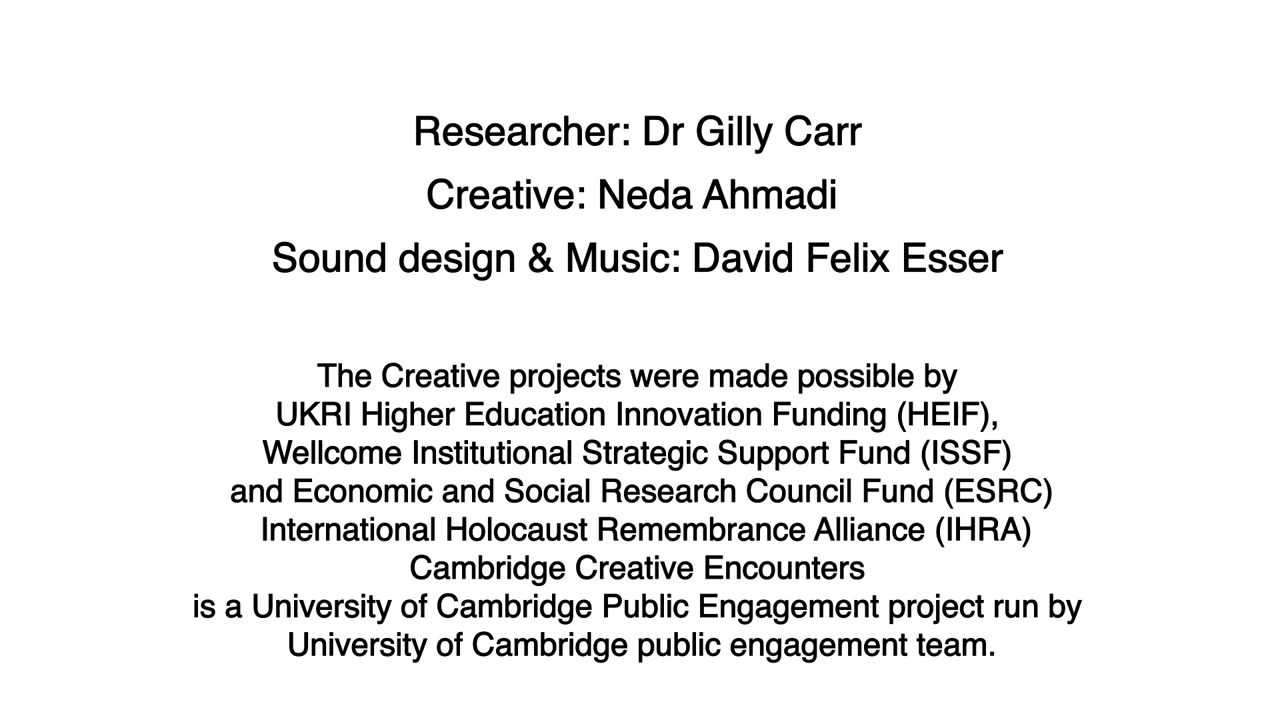 Researcher: Dr Gilly Carr
Creative: Neda Ahmadi
Sound design & Music: David Felix Esser
The Creative projects were made possible by
UKRI Higher Education Innovation Funding (HEIF),
Wellcome Institutional Strategic Support Fund (ISSF)
and Economic and Social Research Council Fund (ESRC)
International Holocaust Remembrance Alliance (IHRA)
Cambridge Creative Encounters
is a University of Cambridge Public Engagement project run by
University of Cambridge public engagement team.